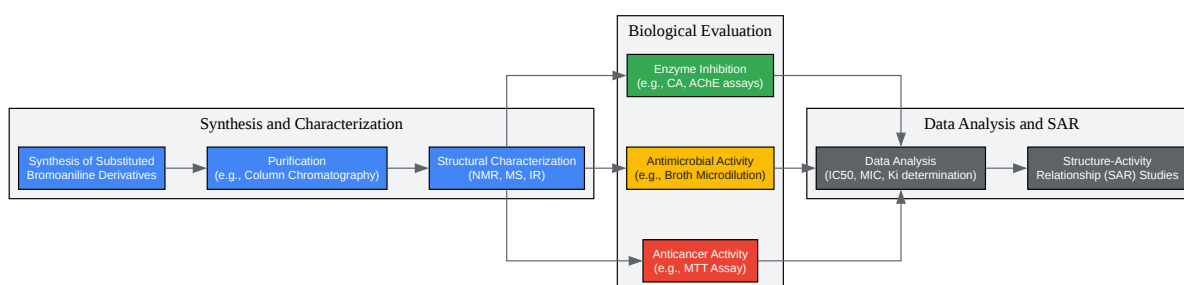 Synthesis and Characterization
Synthesis of Substituted
Bromoaniline Derivatives
Purification
(e.g., Column Chromatography)
Structural Characterization
(NMR, MS, IR)
Biological Evaluation
Enzyme Inhibition
(e.g., CA, AChE assays)
Antimicrobial Activity
(e.g., Broth Microdilution)
Anticancer Activity
(e.g., MTT Assay)
Data Analysis and SAR
Data Analysis
(IC50, MIC, Ki determination)
Structure-Activity
Relationship (SAR) Studies